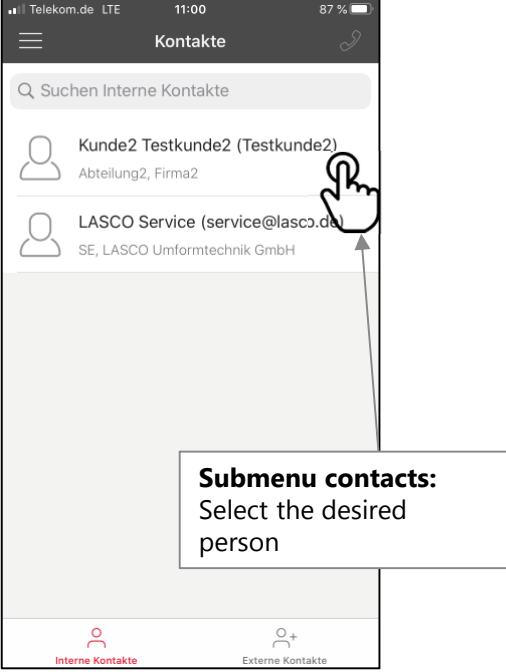 Telekom.de LTE 11:00 87 %
Kontakte
Suchen Interne Kontakte
Kunde2 Testkunde2 (Testkunde2)
Abteilung2, Firma2
LASCO Service (service@lasco.de)
SE, LASCO Umformtechnik GmbH
Submenu contacts:
Select the desired
person
Interne Kontakte Externe Kontakte